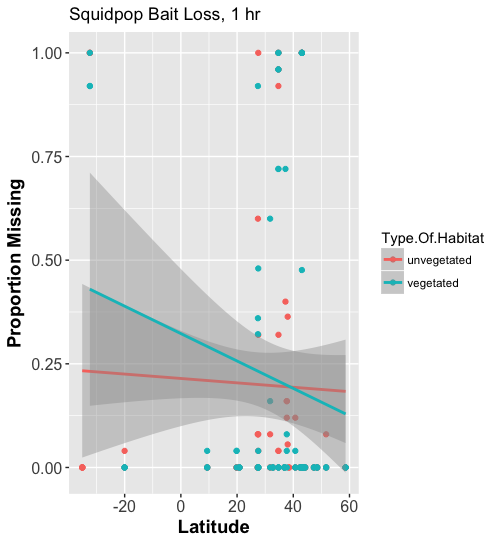 Squidpop Bait Loss, 1 hr
Proportion Missing
1.00
0.75
0.50
0.25
0.00
-20
0
20
40
60
Latitude
Type.Of.Habitat
unvegetated
vegetated